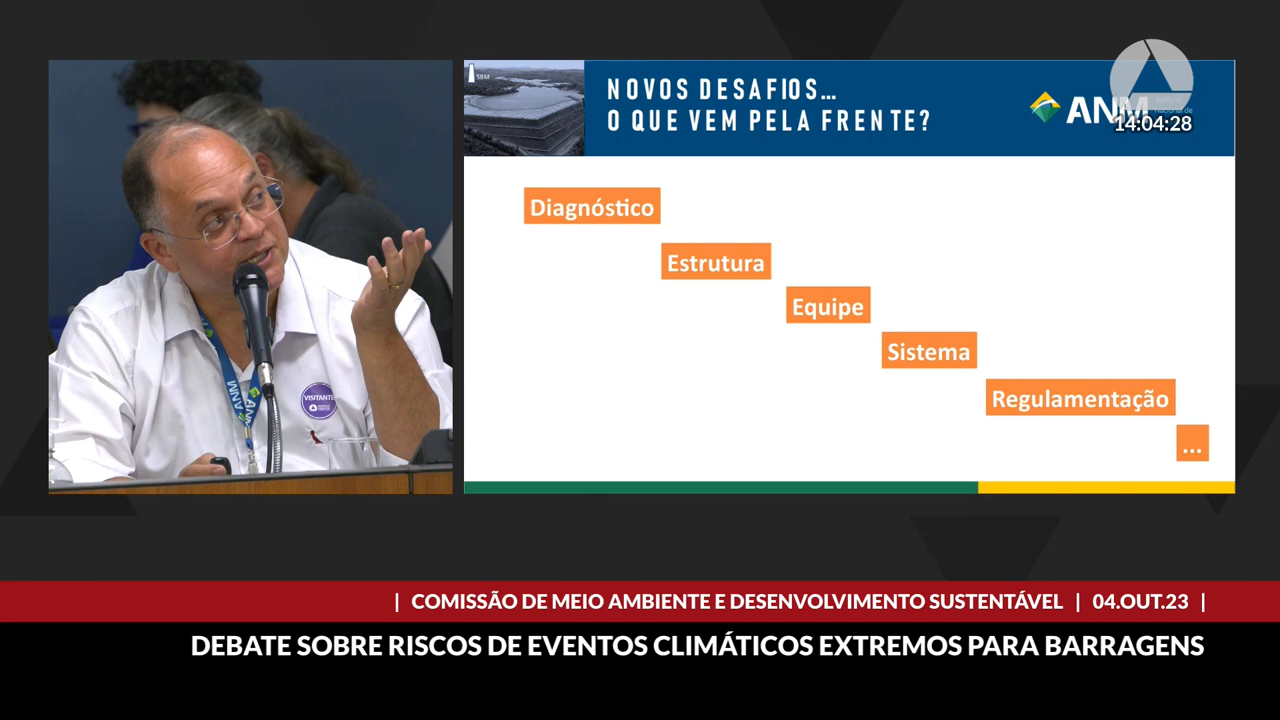 SBM
NOVOS DESAFIOS...
O QUE VEM PELA FRENTE?
ANM
14:04:28
Diagnóstico
Estrutura
Equipe
Sistema
Regulamentação
...
VISITANTE
ANM
| COMISSÃO DE MEIO AMBIENTE E DESENVOLVIMENTO SUSTENTÁVEL | 04.OUT.23 |
DEBATE SOBRE RISCOS DE EVENTOS CLIMÁTICOS EXTREMOS PARA BARRAGENS